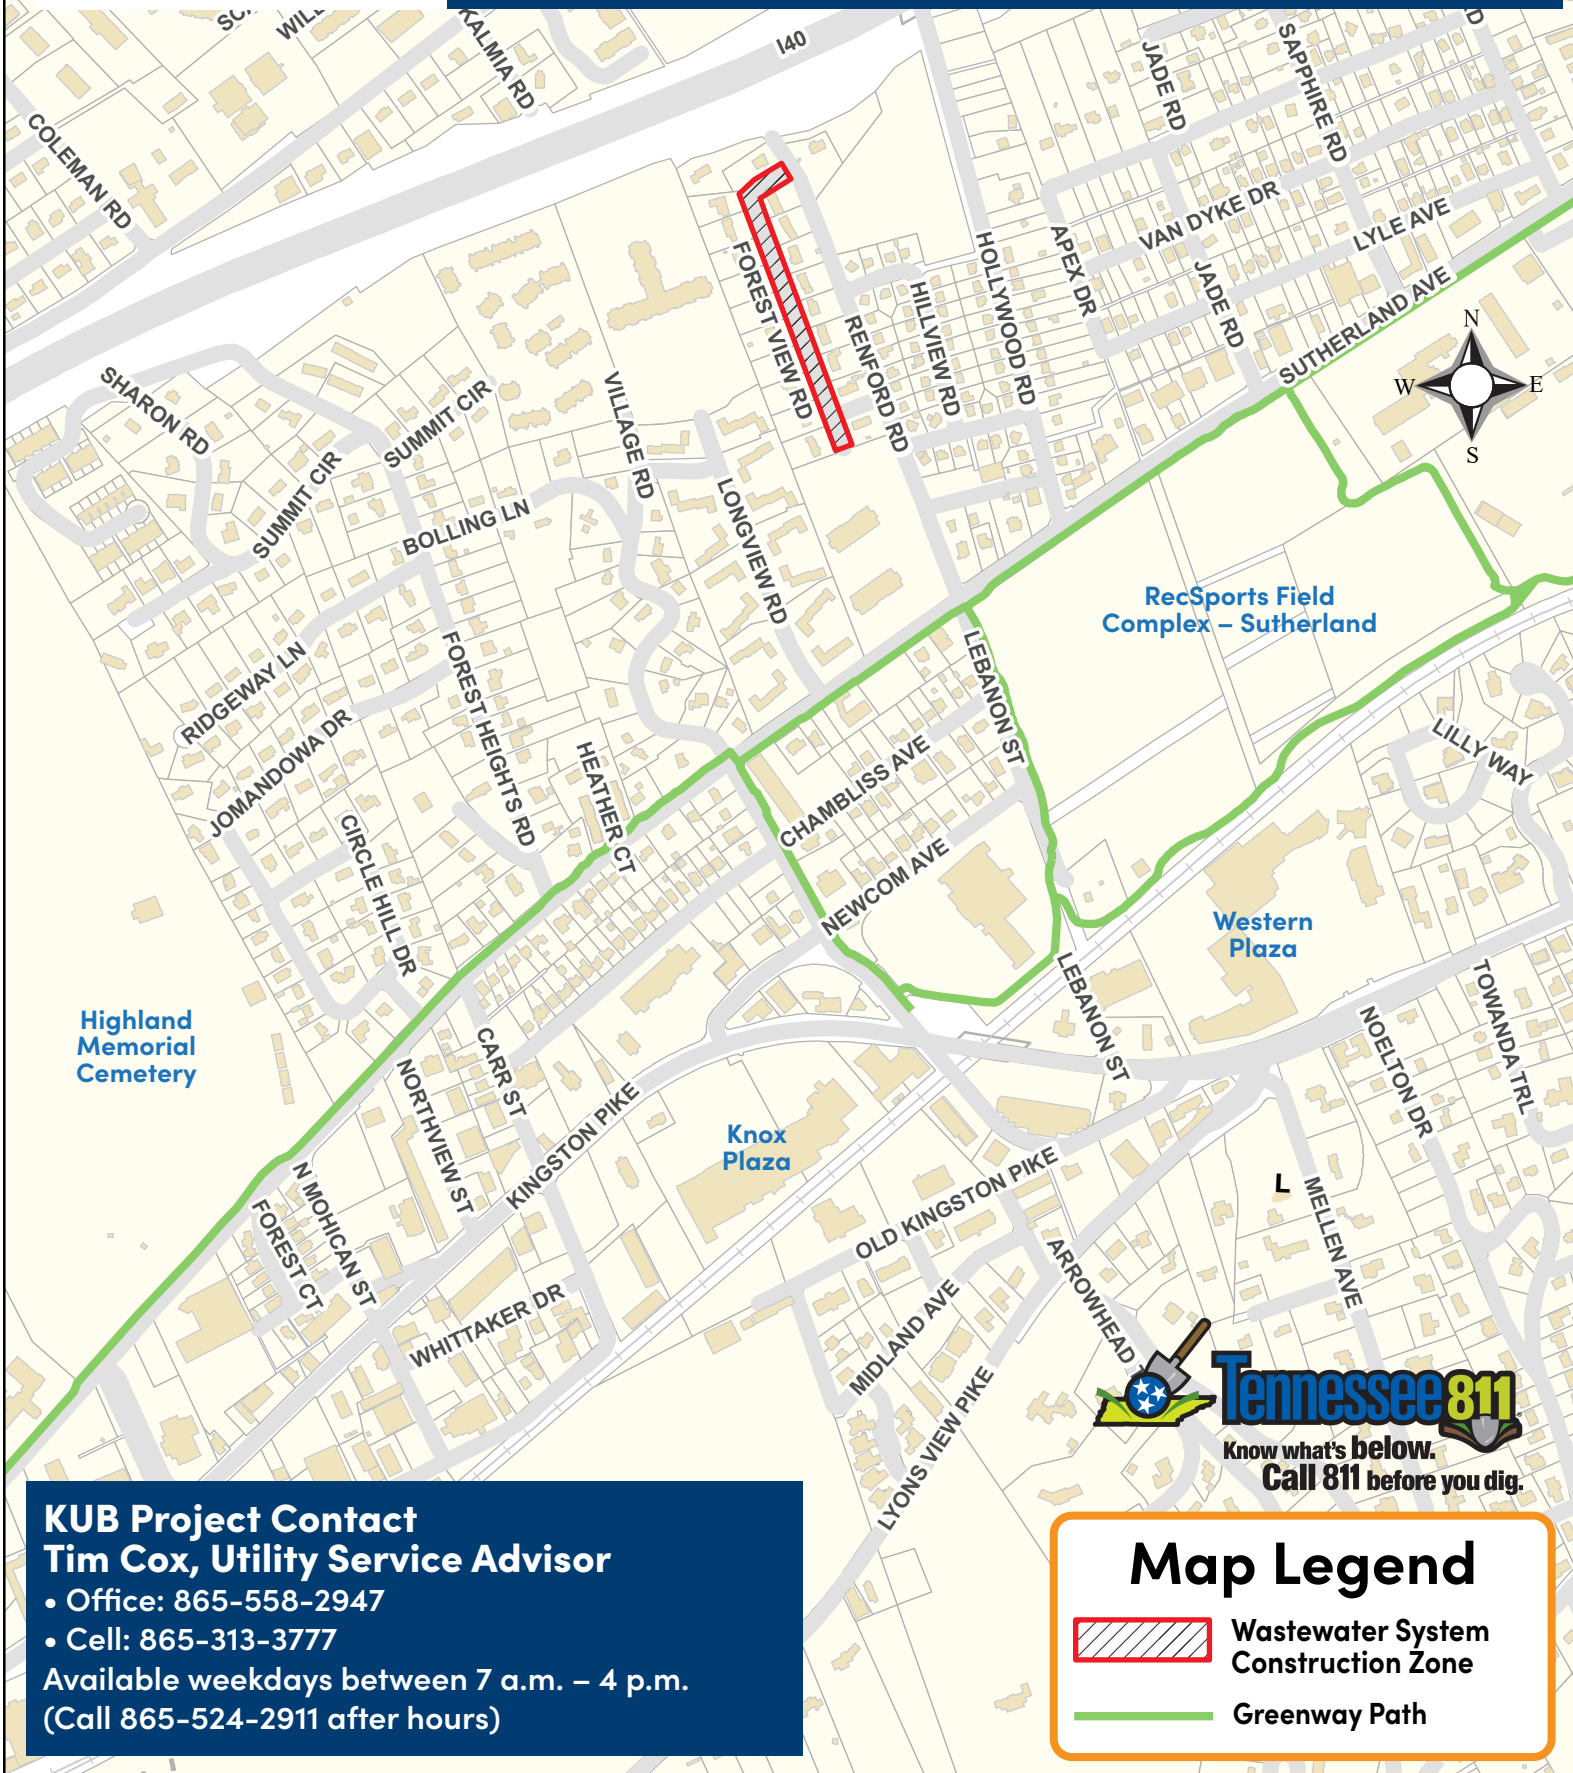 KALMIA RD
I40
JADE RD
SAPPHIRE RD
COLEMAN RD
VAN DYKE DR
LYLE AVE
APEX DR
HOLLYWOOD RD
FOREST VIEW RD
RENFORD RD
HILLVIEW RD
JADE RD
SUTHERLAND AVE
N
W
E
S
SHARON RD
SUMMIT CIR
SUMMIT CIR
VILLAGE RD
BOLLING LN
LONGVIEW RD
RecSports Field
Complex – Sutherland
RIDGEWAY LN
FOREST HEIGHTS RD
LEBANON ST
JOMANDOWA DR
HEATHER CT
CHAMBLISS AVE
LILLY WAY
CIRCLE HILL DR
NEWCOM AVE
Western
Plaza
LEBANON ST
TOWANDA TRL
NOELTON DR
Highland
Memorial
Cemetery
CARR ST
NORTHVIEW ST
KINGSTON PIKE
Knox
Plaza
OLD KINGSTON PIKE
L
MELLEN AVE
N MOHICAN ST
FOREST CT
ARROWHEAD
WHITTAKER DR
MIDLAND AVE
LYONS VIEW PIKE
Tennessee 811
Know what's below.
Call 811 before you dig.
KUB Project Contact
Tim Cox, Utility Service Advisor
• Office: 865-558-2947
• Cell: 865-313-3777
Available weekdays between 7 a.m. – 4 p.m.
(Call 865-524-2911 after hours)
Map Legend
Wastewater System
Construction Zone
Greenway Path